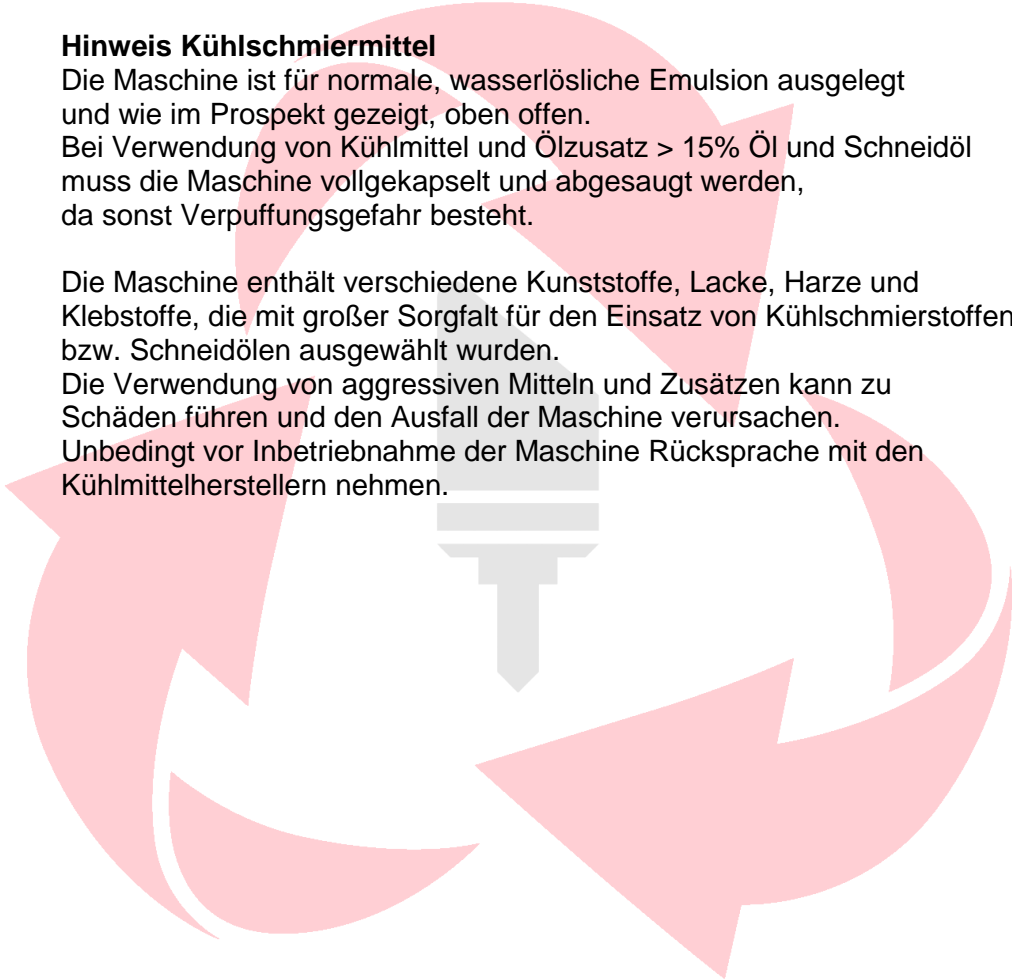 Hinweis Kühlschmiermittel
Die Maschine ist für normale, wasserlösliche Emulsion ausgelegt
und wie im Prospekt gezeigt, oben offen.
Bei Verwendung von Kühlmittel und Ölzusatz > 15% Öl und Schneidöl
muss die Maschine vollgekapselt und abgesaugt werden,
da sonst Verpuffungsgefahr besteht.
Die Maschine enthält verschiedene Kunststoffe, Lacke, Harze und
Klebstoffe, die mit großer Sorgfalt für den Einsatz von Kühlschmierstoffen
bzw. Schneidölen ausgewählt wurden.
Die Verwendung von aggressiven Mitteln und Zusätzen kann zu
Schäden führen und den Ausfall der Maschine verursachen.
Unbedingt vor Inbetriebnahme der Maschine Rücksprache mit den
Kühlmittelherstellern nehmen.